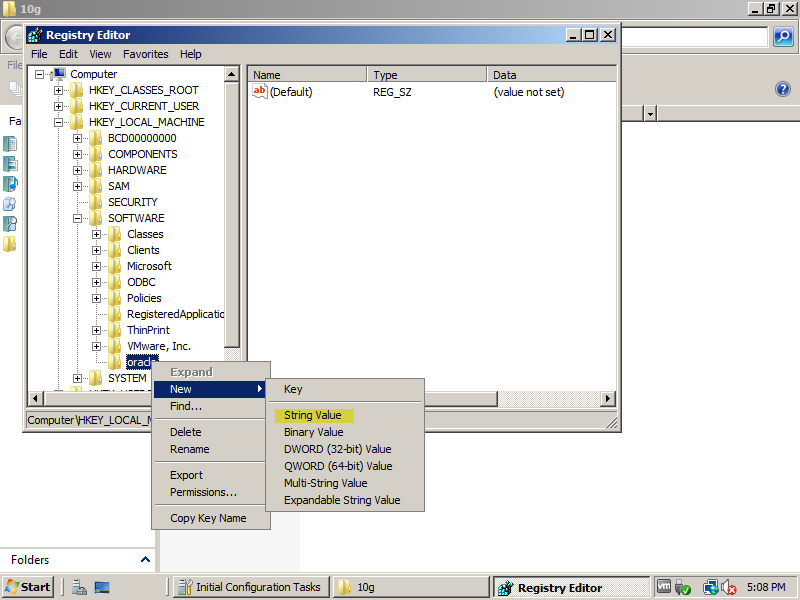 10g
Registry Editor
File Edit View Favorites Help
Computer
HKEY_CLASSES_ROOT
HKEY_CURRENT_USER
HKEY_LOCAL_MACHINE
BCD00000000
COMPONENTS
HARDWARE
SAM
SECURITY
SOFTWARE
Classes
Clients
Microsoft
ODBC
Policies
RegisteredApplicatio
ThinPrint
VMware, Inc.
oracle
SYSTEM
Name Type Data
ab (Default) REG_SZ (value not set)
Computer\HKEY_LOCAL_M
Expand
New
Find...
Delete
Rename
Export
Permissions...
Copy Key Name
Key
String Value
Binary Value
DWORD (32-bit) Value
QWORD (64-bit) Value
Multi-String Value
Expandable String Value
File
Fa
Folders
Start Initial Configuration Tasks 10g Registry Editor vm 5:08 PM